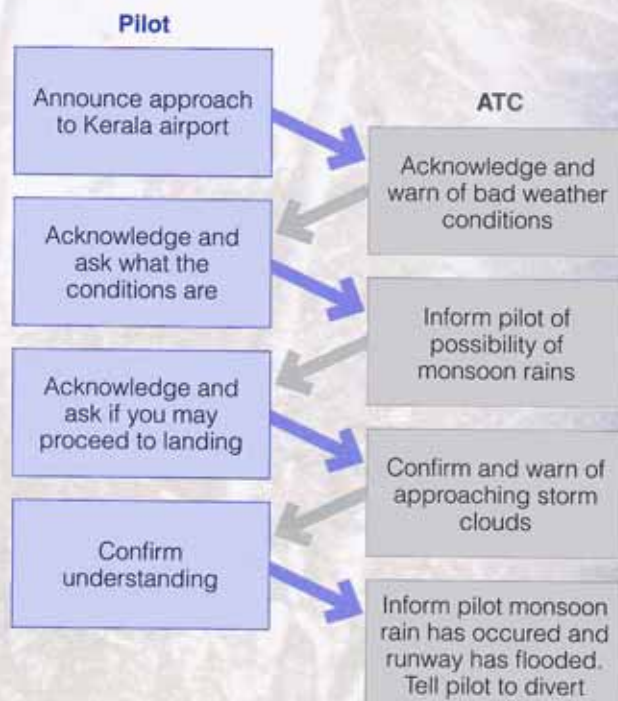 Pilot
Announce approach
to Kerala airport
ATC
Acknowledge and
warn of bad weather
conditions
Acknowledge and
ask what the
conditions are
Inform pilot of
possibility of
monsoon rains
Acknowledge and
ask if you may
proceed to landing
Confirm and warn of
approaching storm
clouds
Confirm
understanding
Inform pilot monsoon
rain has occured and
runway has flooded.
Tell pilot to divert